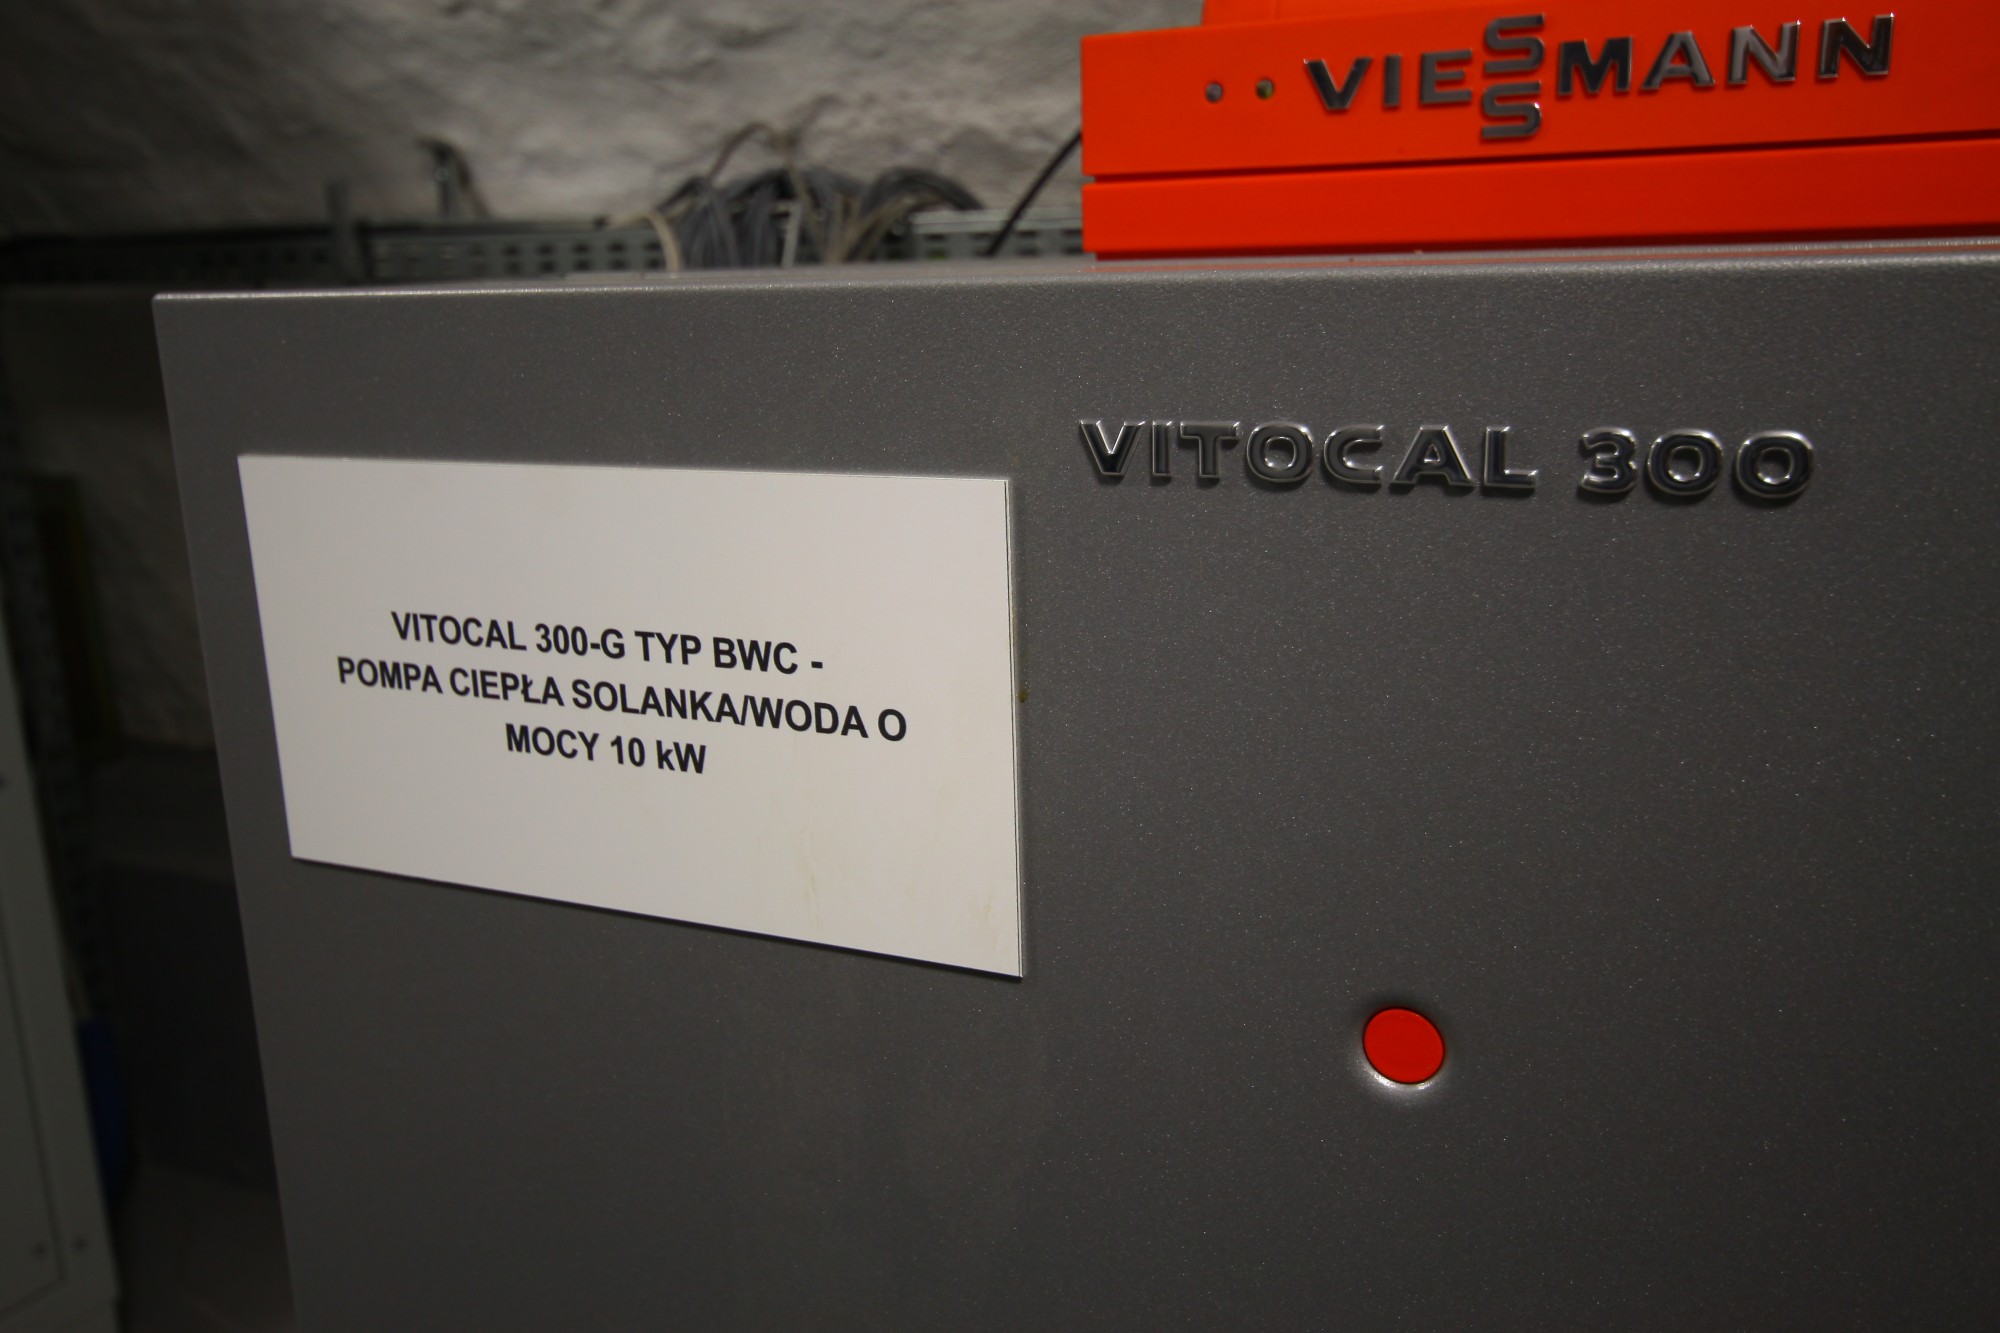 VIESSMANN
VITOCAL 300
VITOCAL 300-G TYP BWC -
POMPA CIEPŁA SOLANKA/WODA O
MOCY 10 kW